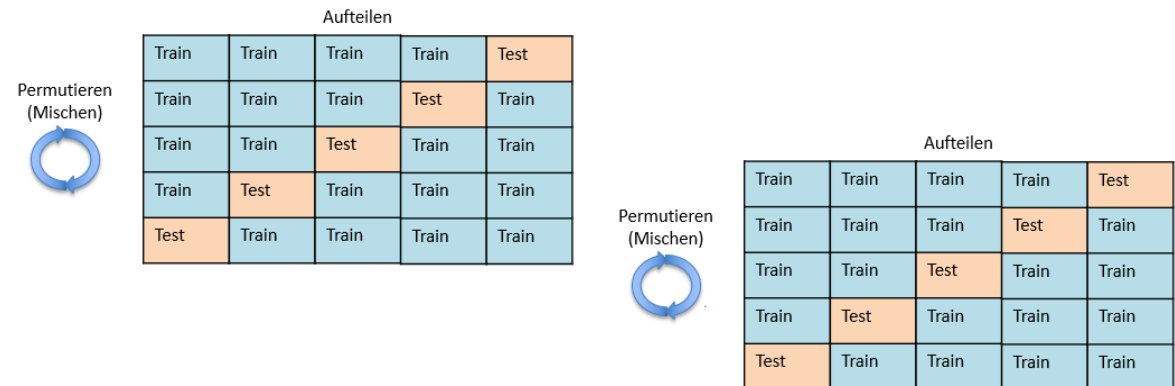 Aufteilen
Permutieren
(Mischen)
Train Train Train Train Test
Train Train Train Test Train
Train Train Test Train Train
Train Test Train Train Train
Test Train Train Train Train
Aufteilen
Permutieren
(Mischen)
Train Train Train Train Test
Train Train Train Test Train
Train Train Test Train Train
Train Test Train Train Train
Test Train Train Train Train